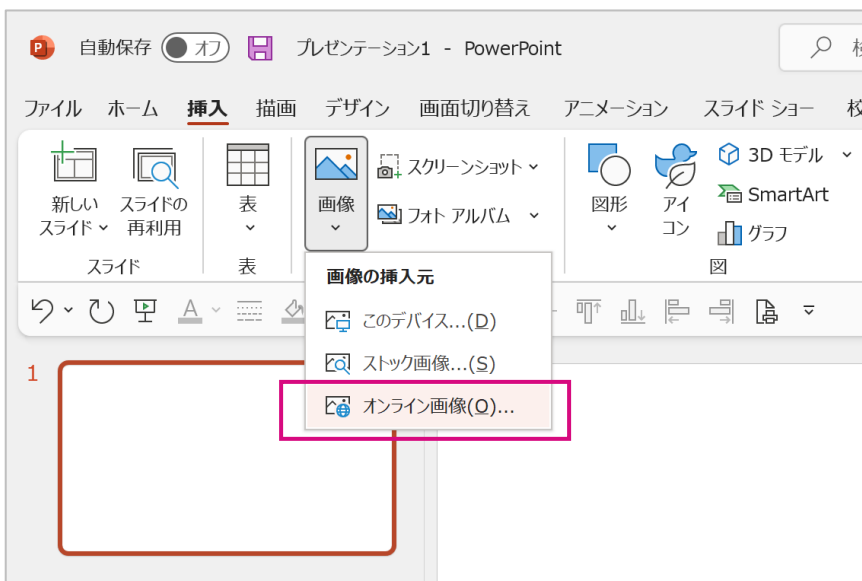 自動保存 オフ プレゼンテーション1 - PowerPoint
ファイル ホーム 挿入 描画 デザイン 画面切り替え アニメーション スライド ショー
新しい
スライド
スライドの
再利用
スライド
表
表
画像
スクリーンショット
フォト アルバム
図形
アイ
コン
3D モデル
SmartArt
グラフ
図
画像の挿入元
このデバイス...(D)
ストック画像...(S)
オンライン画像(O)...
A
1